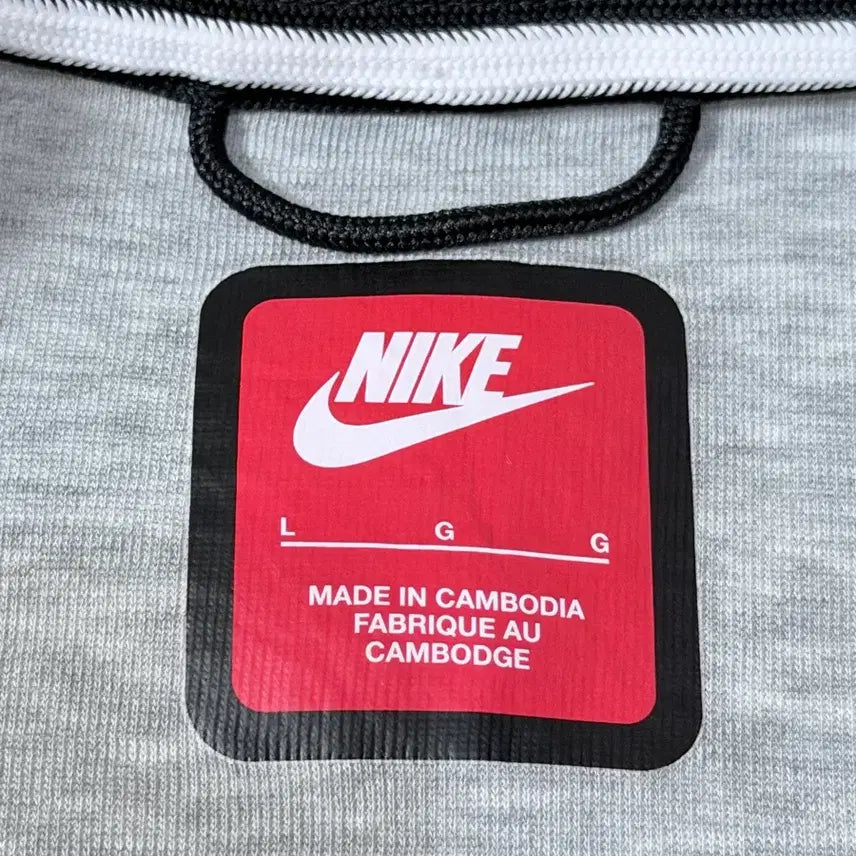 NIKE
L G G
MADE IN CAMBODIA
FABRIQUE AU
CAMBODGE